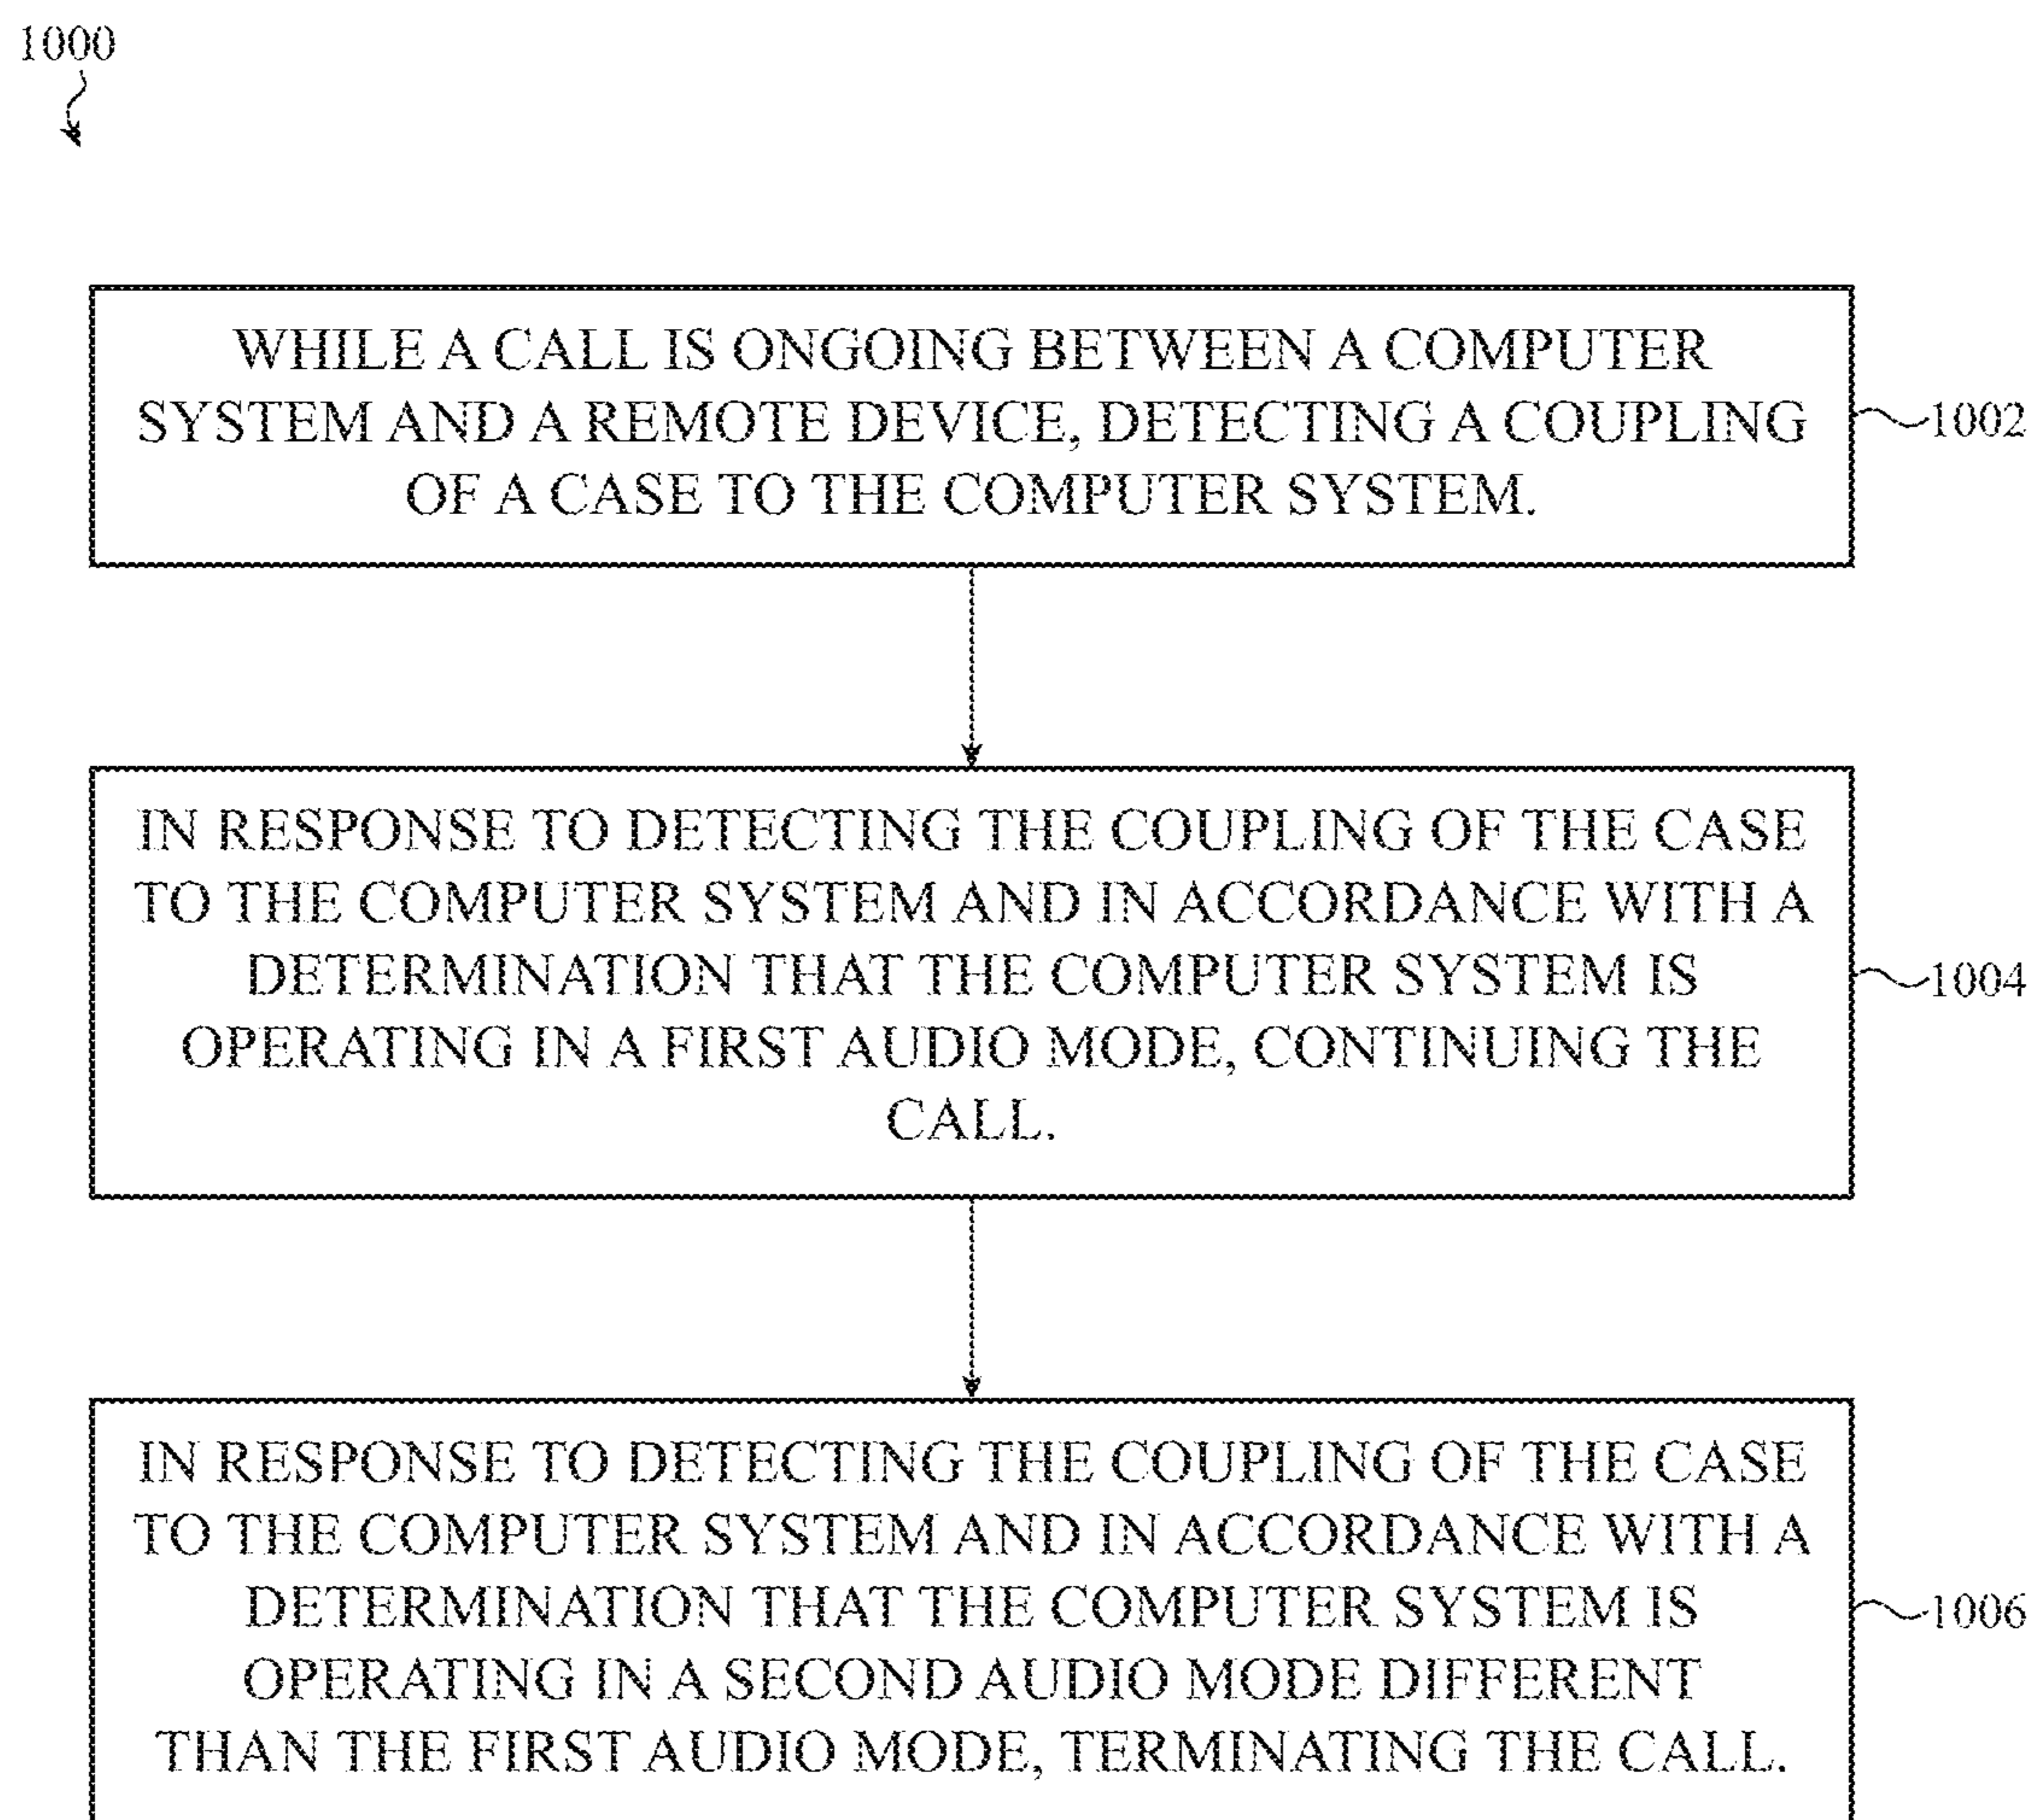 1000
WHILE A CALL IS ONGOING BETWEEN A COMPUTER
SYSTEM AND A REMOTE DEVICE, DETECTING A COUPLING
OF A CASE TO THE COMPUTER SYSTEM.
1002
IN RESPONSE TO DETECTING THE COUPLING OF THE CASE
TO THE COMPUTER SYSTEM AND IN ACCORDANCE WITH A
DETERMINATION THAT THE COMPUTER SYSTEM IS
OPERATING IN A FIRST AUDIO MODE, CONTINUING THE
CALL.
1004
IN RESPONSE TO DETECTING THE COUPLING OF THE CASE
TO THE COMPUTER SYSTEM AND IN ACCORDANCE WITH A
DETERMINATION THAT THE COMPUTER SYSTEM IS
OPERATING IN A SECOND AUDIO MODE DIFFERENT
THAN THE FIRST AUDIO MODE, TERMINATING THE CALL.
1006